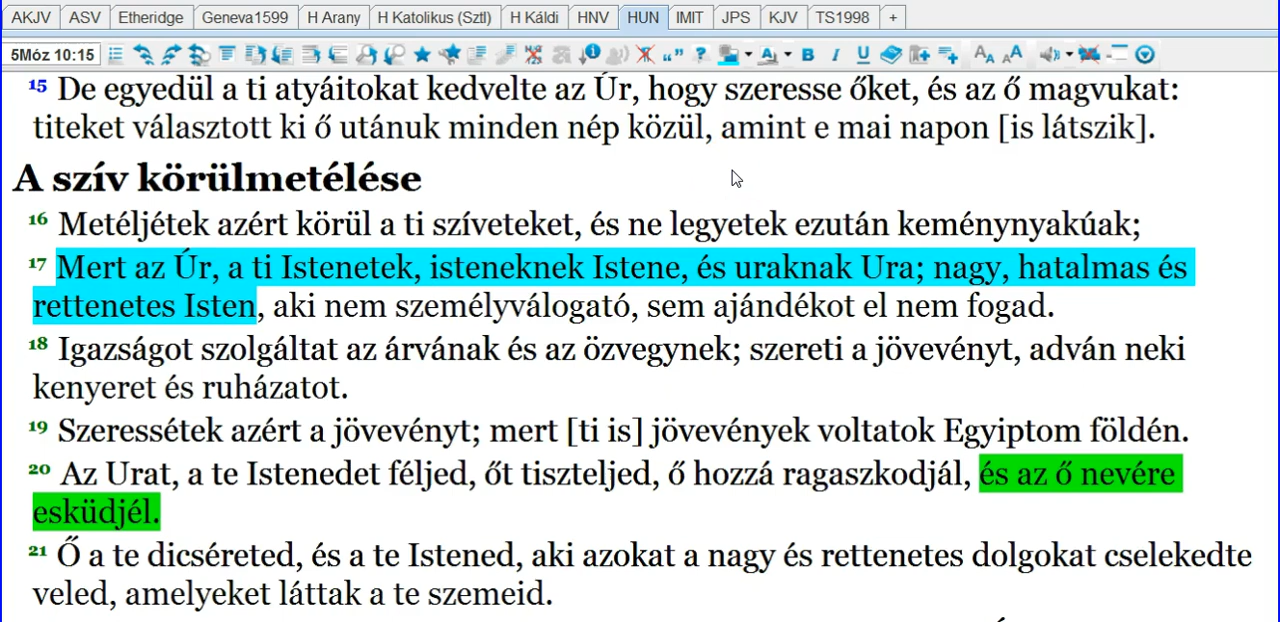 AKJV ASV Etheridge Geneva1599 H Arany H Katolikus (Sztl) H Káldi HNV HUN IMIT JPS KJV TS1998 +
5Móz 10:15
15 De egyedül a ti atyáitokat kedvelte az Úr, hogy szeresse őket, és az ő magvukat:
titeket választott ki ő utánuk minden nép közül, amint e mai napon [is látszik].
A szív körülmetélése
16 Metéljétek azért körül a ti szíveteket, és ne legyetek ezután keménynyakúak;
17 Mert az Úr, a ti Istenetek, isteneknek Istene, és uraknak Ura; nagy, hatalmas és
rettenetes Isten, aki nem személyválogató, sem ajándékot el nem fogad.
18 Igazságot szolgáltat az árvának és az özvegynek; szereti a jövevényt, adván neki
kenyeret és ruházatot.
19 Szeressétek azért a jövevényt; mert [ti is] jövevények voltatok Egyiptom földén.
20 Az Urat, a te Istenedet féljed, őt tiszteljed, ő hozzá ragaszkodjál, és az ő nevére
esküdjél.
21 Ő a te dicséreted, és a te Istened, aki azokat a nagy és rettenetes dolgokat cselekedte
veled, amelyeket láttak a te szemeid.